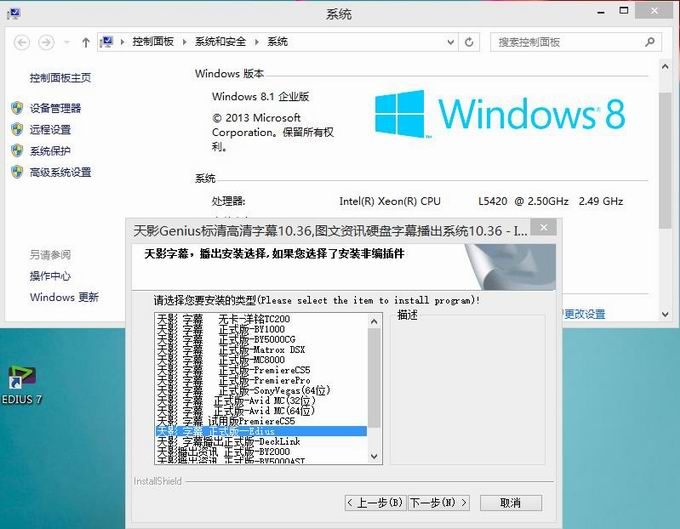 系统
控制面板
系统和安全
系统
搜索控制面板
控制面板主页
设备管理器
远程设置
系统保护
高级系统设置
另请参阅
操作中心
Windows 更新
Windows 版本
Windows 8.1 企业版
© 2013 Microsoft
Corporation。保留所有权
利。
Windows 8
系统
处理器:
Intel(R) Xeon(R) CPU L5420 @ 2.50GHz 2.49 GHz
更改设置
EDIUS 7
天影Genius标清高清字幕10.36,图文资讯硬盘字幕播出系统10.36 - I...
天影字幕，播出安装选择,如果您选择了安装非编插件
请选择您要安装的类型(Please select the item to install program)!
描述
天影 字幕 无卡-洋铭TC200
天影 字幕 正式版-BY1000
天影 字幕 正式版-BY5000CG
天影 字幕 正式版-Matrox DSX
天影 字幕 正式版-MC8000
天影 字幕 正式版-PremiereCS5
天影 字幕 正式版-PremierePro
天影 字幕 正式版-SonyVegas(64位)
天影 字幕 正式版-Avid MC(32位)
天影 字幕 正式版-Avid MC(64位)
天影 字幕 试用版PremiereCS5
天影 字幕 正式版--Edius
天影 字幕播出正式版-DeckLink
天影播出资讯 正式版-BY2000
天影播出资讯 正式版-BY5000AST
InstallShield
< 上一步(B)
下一步(N) >
取消